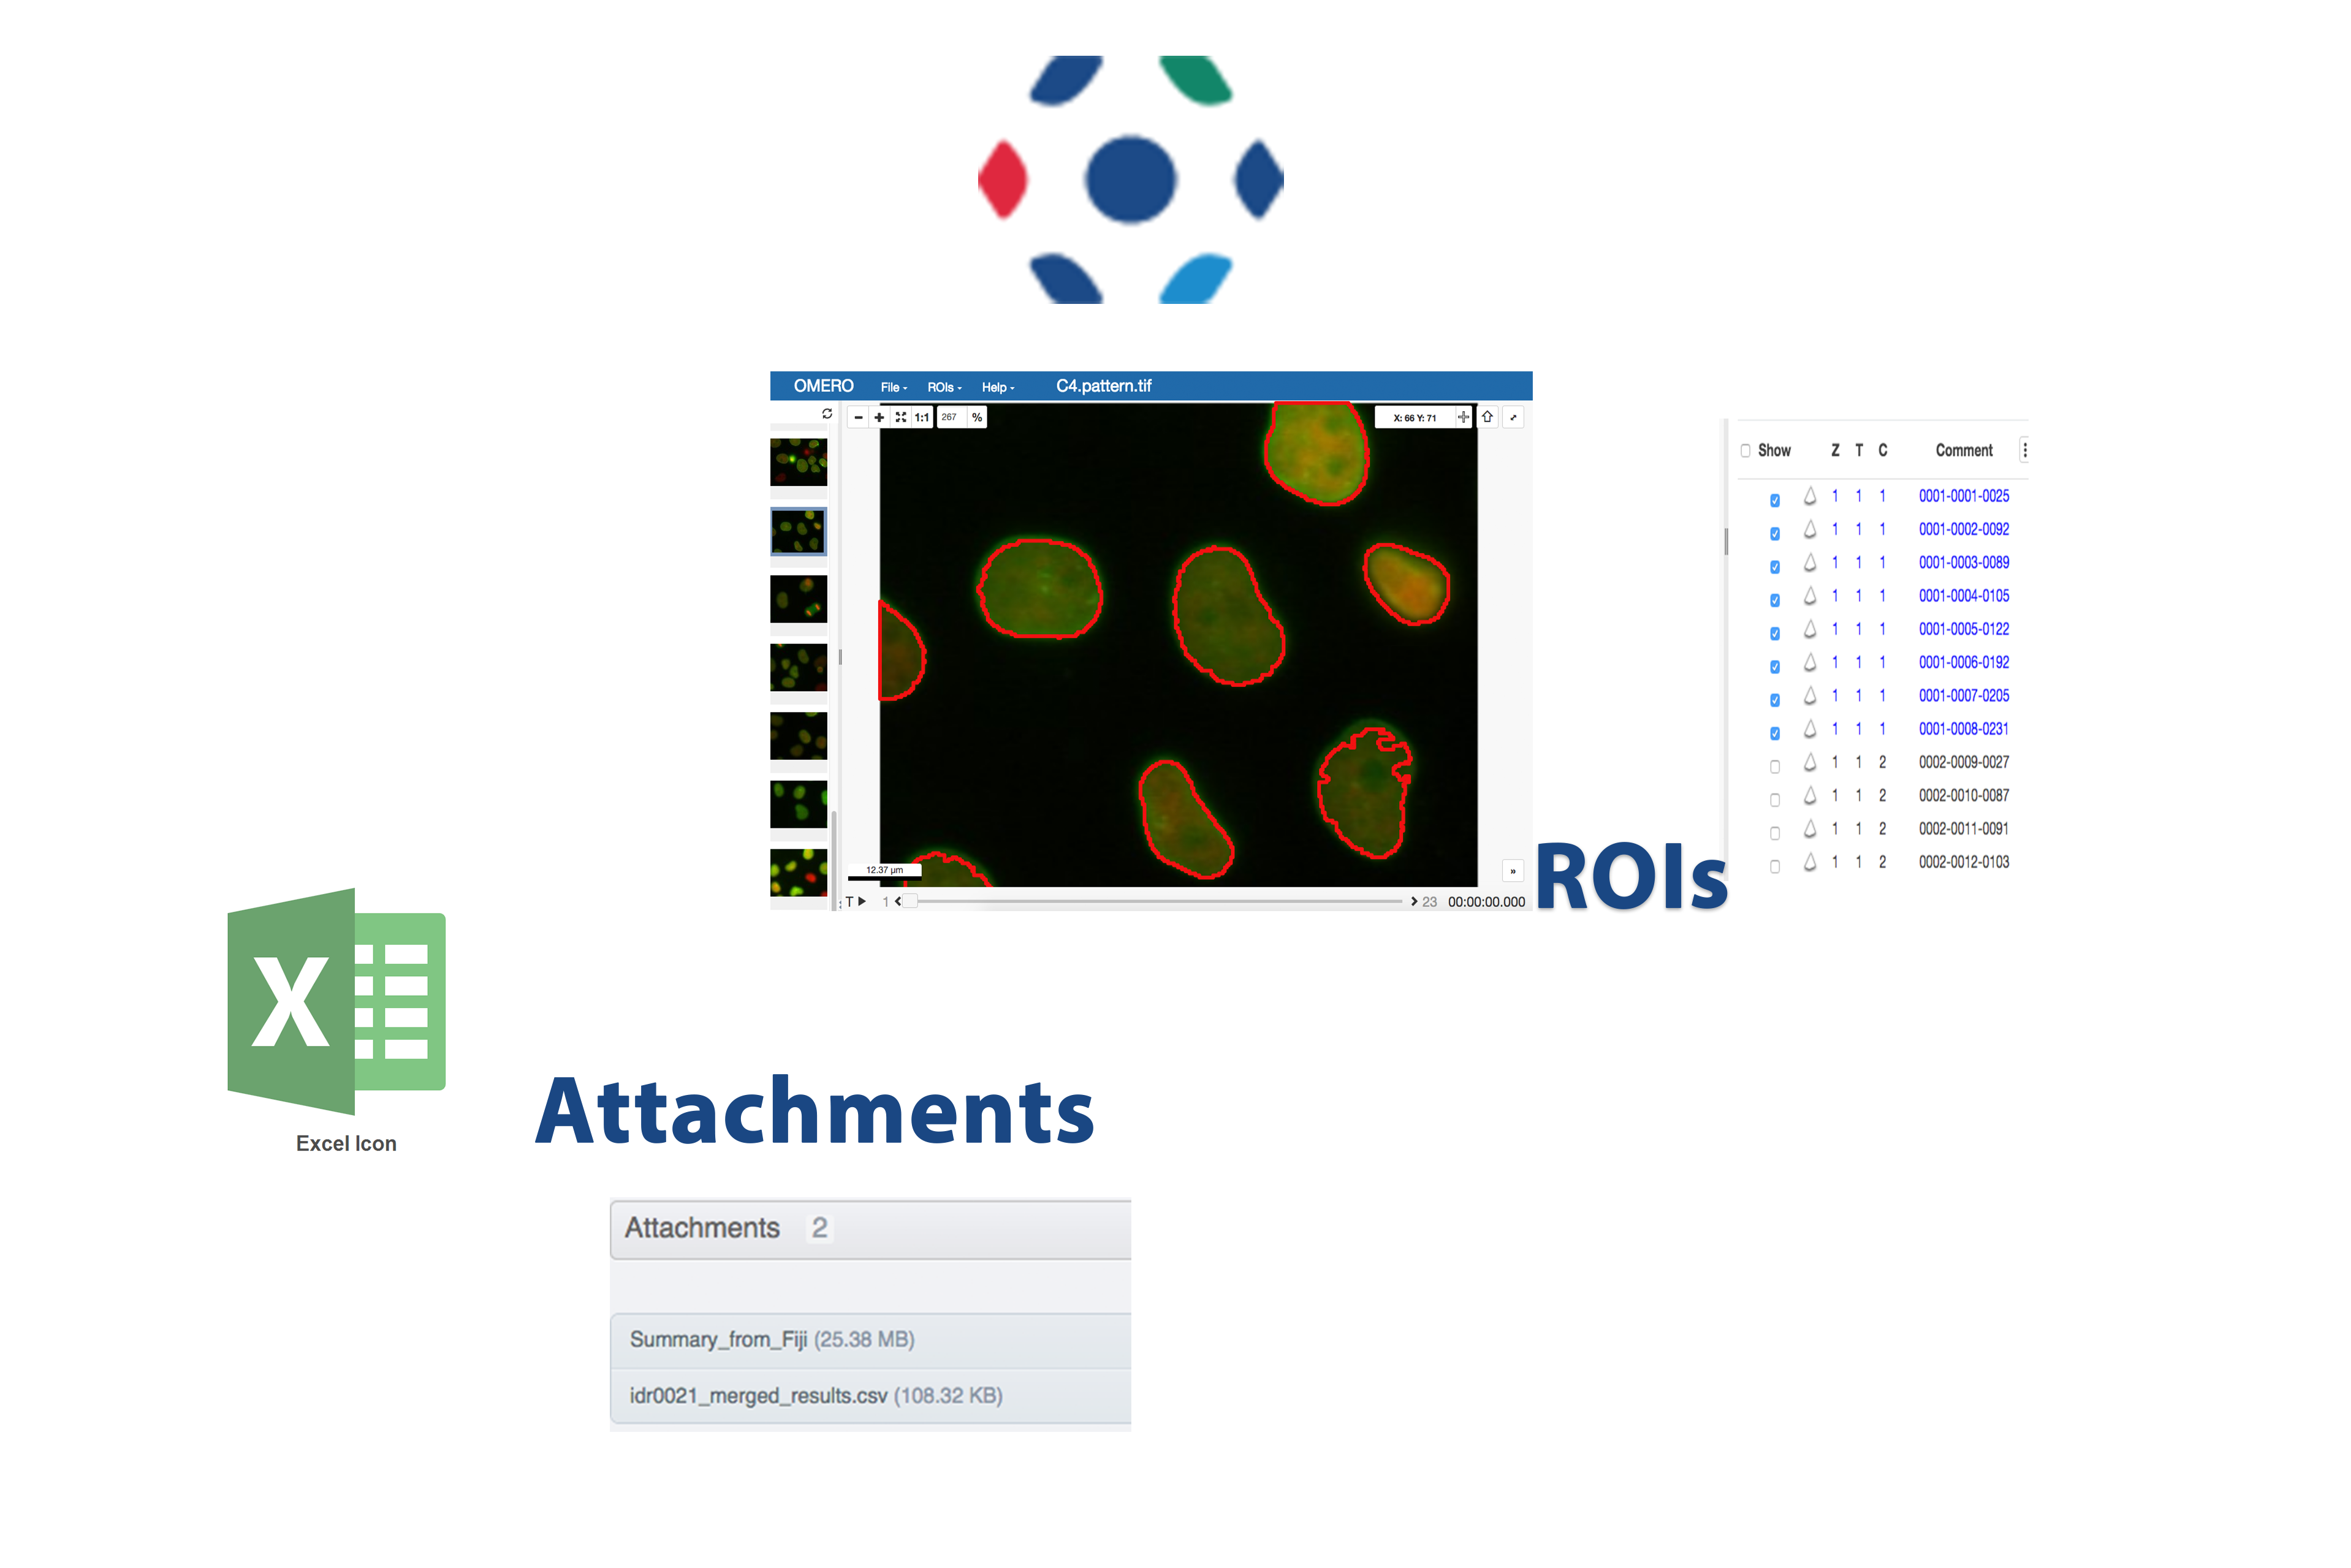 OMERO File ROIs Help C4.pattern.tif
1:1 267 %
X: 66 Y: 71
12.37 µm
T 1 23 00:00:00.000
ROIs
Show Z T C Comment
1 1 1 0001-0001-0025
1 1 1 0001-0002-0092
1 1 1 0001-0003-0089
1 1 1 0001-0004-0105
1 1 1 0001-0005-0122
1 1 1 0001-0006-0192
1 1 1 0001-0007-0205
1 1 1 0001-0008-0231
1 1 2 0002-0009-0027
1 1 2 0002-0010-0087
1 1 2 0002-0011-0091
1 1 2 0002-0012-0103
X
Excel Icon
Attachments
Attachments 2
Summary_from_Fiji (25.38 MB)
idr0021_merged_results.csv (108.32 KB)